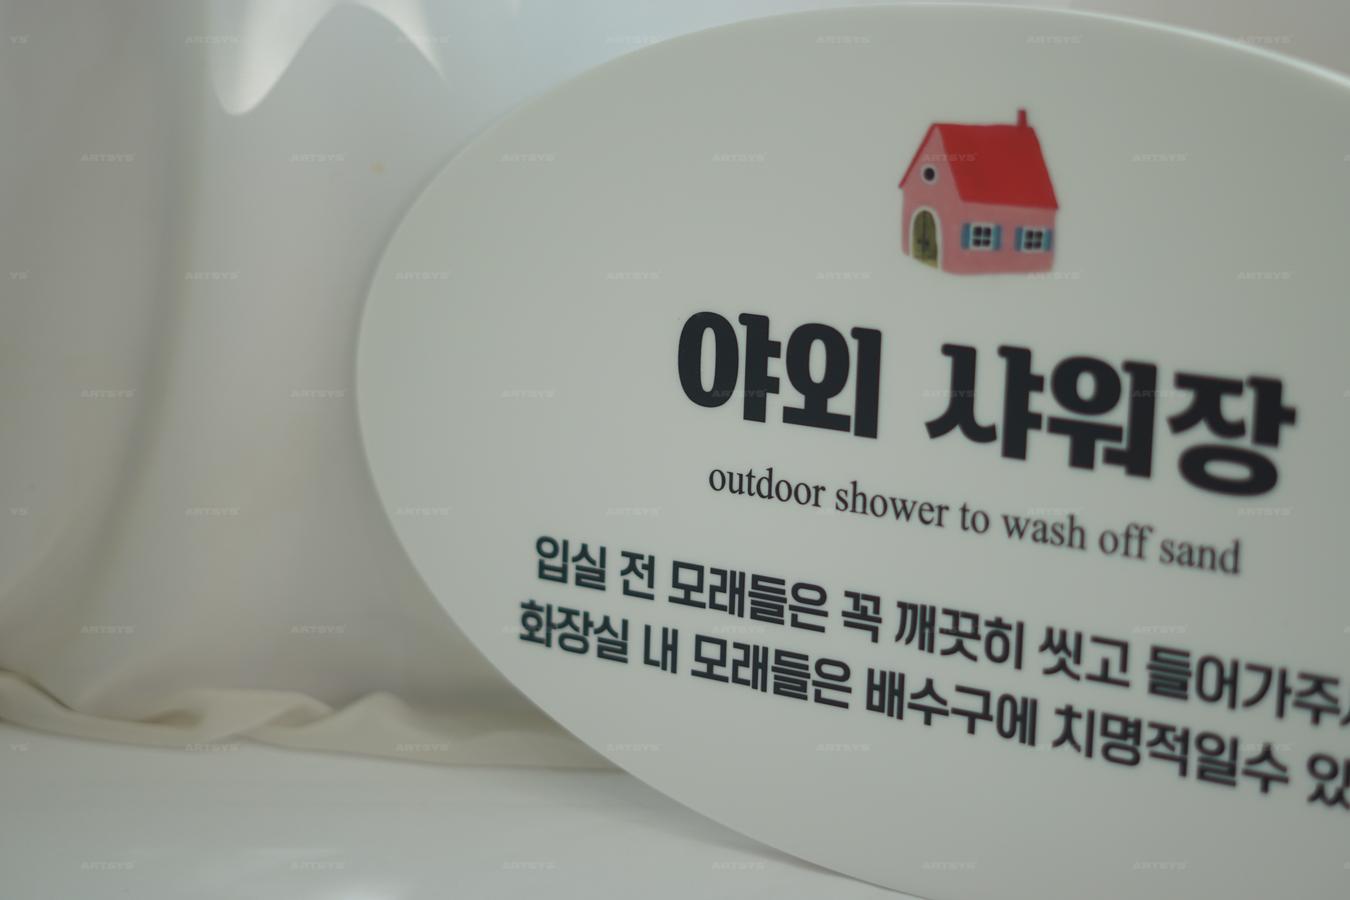 야외 샤워장
outdoor shower to wash off sand
입실 전 모래들은 꼭 깨끗히 씻고 들어가주
화장실 내 모래들은 배수구에 치명적일수 있
ARTSYS